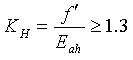 K_H = f' / E_ah ≥ 1.3